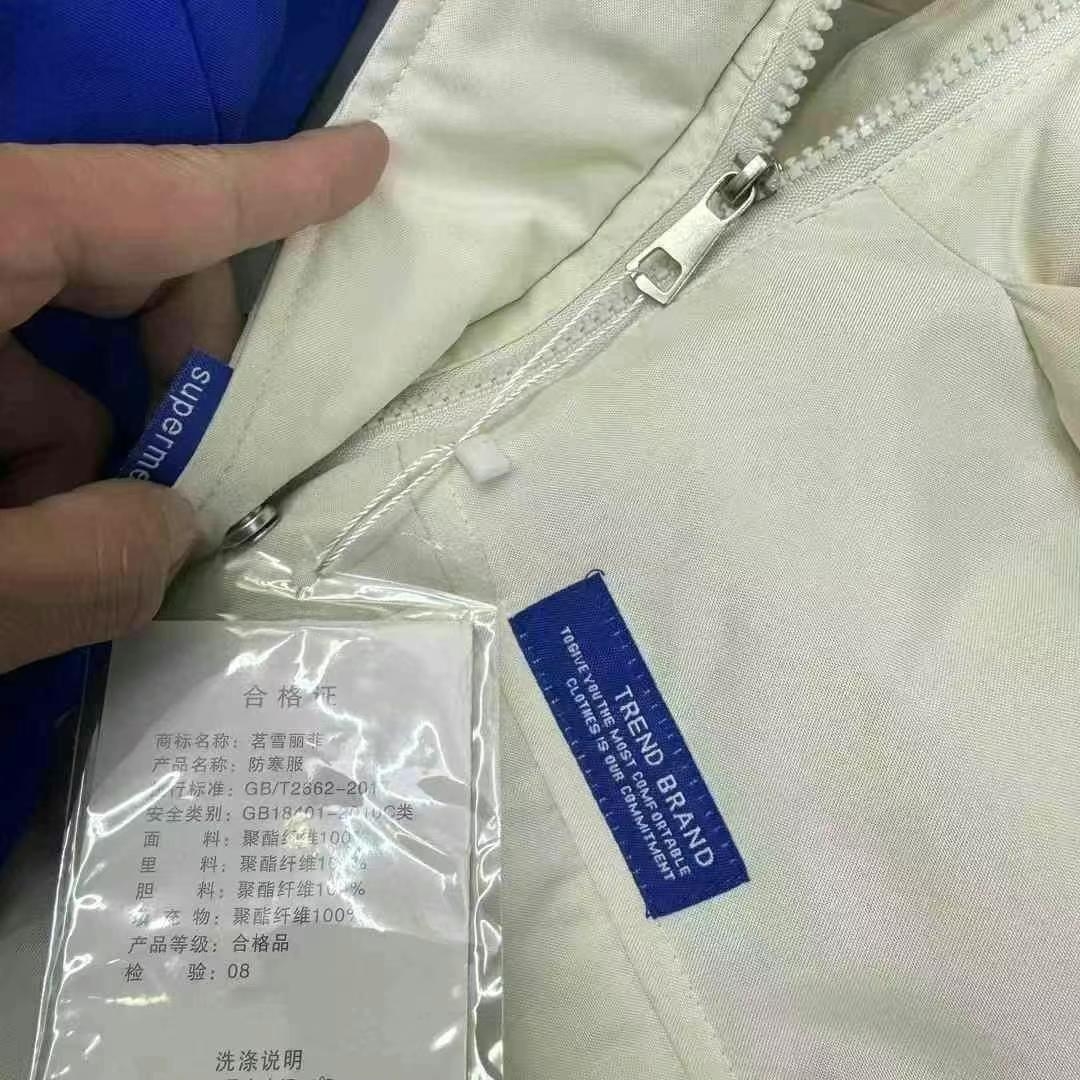 superme
TREND BRAND
TOGIVEYOUTHE MOST COMFORTABLE
CLOTHES IS OUR COMMITMENT
合格证
商标名称：茗雪丽菲
产品名称：防寒服
行标准：GB/T2662-201
安全类别：GB18401-2010C类
面 料：聚酯纤维100%
里 料：聚酯纤维100%
胆 料：聚酯纤维100%
填充物：聚酯纤维100%
产品等级：合格品
检 验：08
洗涤说明